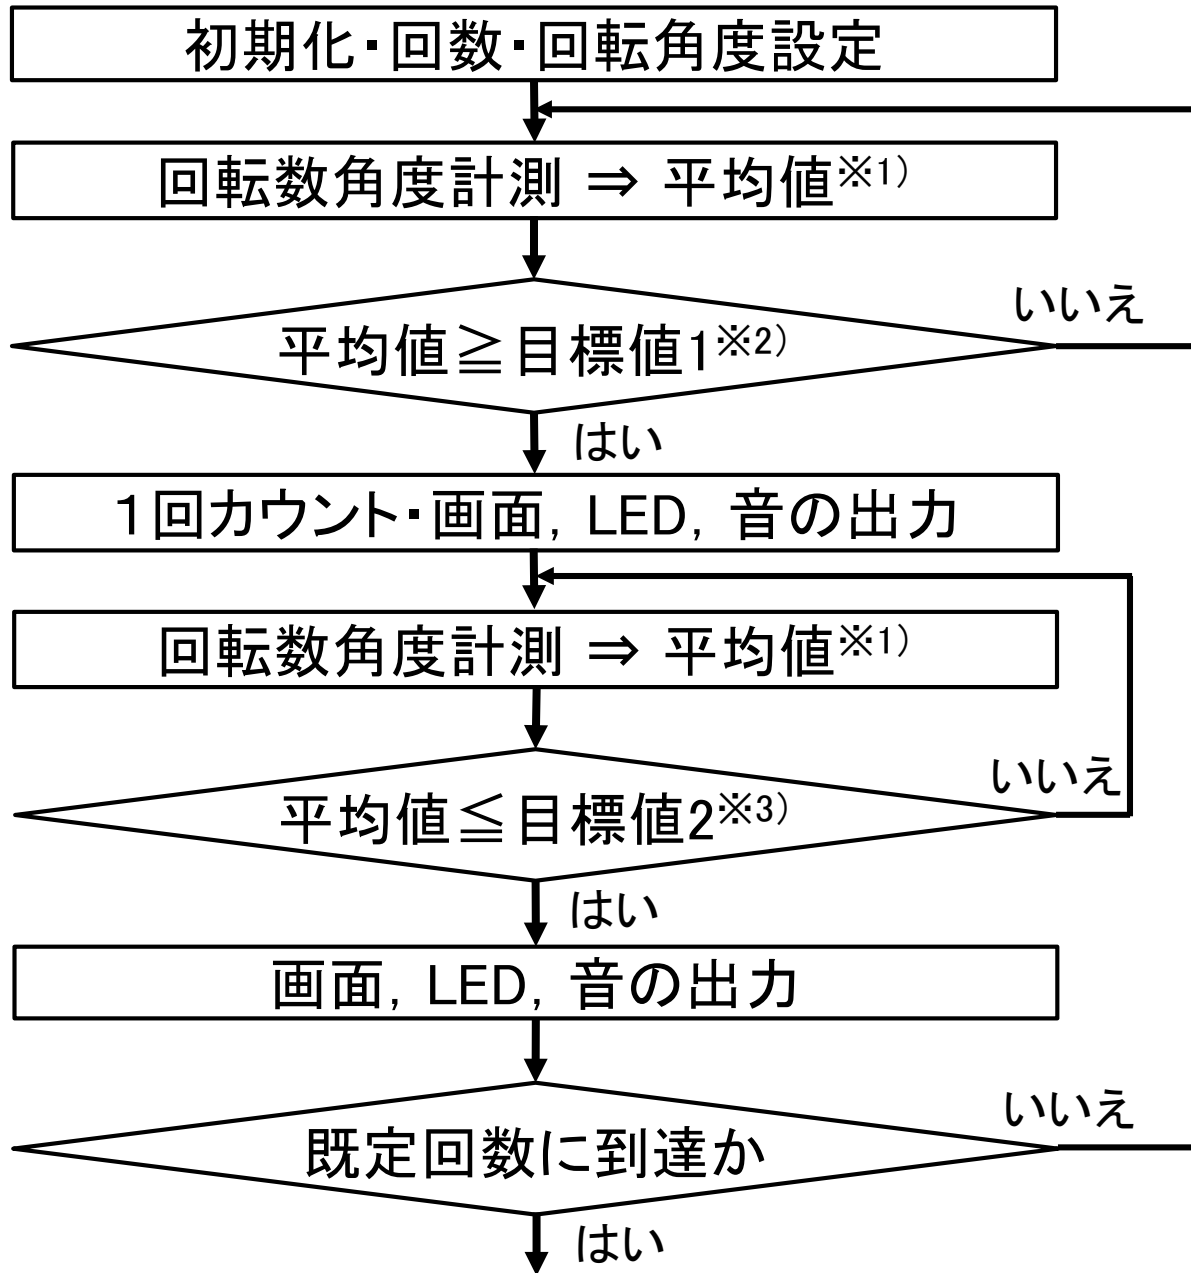 初期化・回数・回転角度設定
回転数角度計測 ⇒ 平均値※1)
いいえ
平均値≧目標値1※2)
はい
1回カウント・画面, LED, 音の出力
回転数角度計測 ⇒ 平均値※1)
いいえ
平均値≦目標値2※3)
はい
画面, LED, 音の出力
いいえ
既定回数に到達か
はい